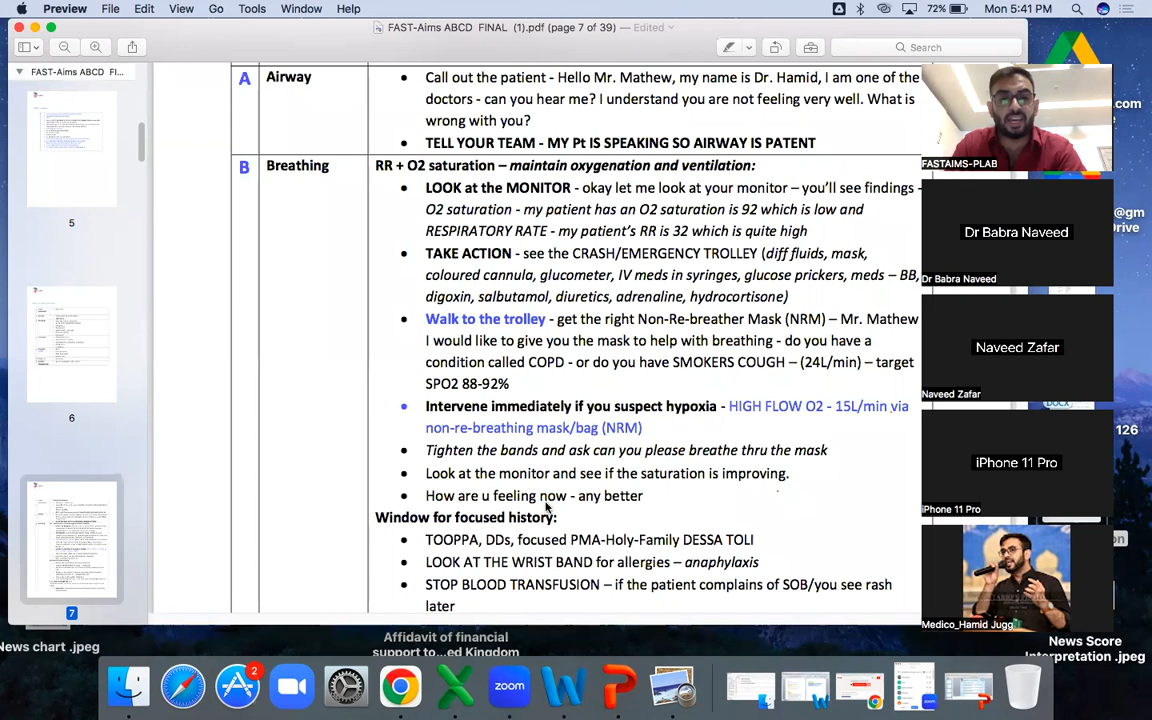 Preview File Edit View Go Tools Window Help
72% Mon 5:41 PM
FAST-Aims ABCD FINAL (1).pdf (page 7 of 39) — Edited
Search
FAST-Aims ABCD Fi...
5
6
7
A Airway
• Call out the patient - Hello Mr. Mathew, my name is Dr. Hamid, I am one of the
doctors - can you hear me? I understand you are not feeling very well. What is
wrong with you?
• TELL YOUR TEAM - MY Pt IS SPEAKING SO AIRWAY IS PATENT
B Breathing
RR + O2 saturation – maintain oxygenation and ventilation:
• LOOK at the MONITOR - okay let me look at your monitor – you'll see findings -
O2 saturation - my patient has an O2 saturation is 92 which is low and
RESPIRATORY RATE - my patient's RR is 32 which is quite high
• TAKE ACTION - see the CRASH/EMERGENCY TROLLEY (diff fluids, mask,
coloured cannula, glucometer, IV meds in syringes, glucose prickers, meds – BB,
digoxin, salbutamol, diuretics, adrenaline, hydrocortisone)
• Walk to the trolley - get the right Non-Re-breather Mask (NRM) – Mr. Mathew
I would like to give you the mask to help with breathing - do you have a
condition called COPD - or do you have SMOKERS COUGH – (24L/min) – target
SPO2 88-92%
• Intervene immediately if you suspect hypoxia - HIGH FLOW O2 - 15L/min via
non-re-breathing mask/bag (NRM)
• Tighten the bands and ask can you please breathe thru the mask
• Look at the monitor and see if the saturation is improving.
• How are u feeling now - any better
Window for focused history:
• TOOPPA, DDs, focused PMA-Holy-Family DESSA TOLI
• LOOK AT THE WRIST BAND for allergies – anaphylaxis
• STOP BLOOD TRANSFUSION – if the patient complains of SOB/you see rash
later
FASTAIMS-PLAB
Dr Babra Naveed
Dr Babra Naveed
Naveed Zafar
Naveed Zafar
iPhone 11 Pro
iPhone 11 Pro
Medico_Hamid Jugg
.com
@gm
Drive
DOCX
126
on
News chart .jpeg
Affidavit of financial
support to...ed Kingdom
News Score
Interpretation .jpeg
2
zoom